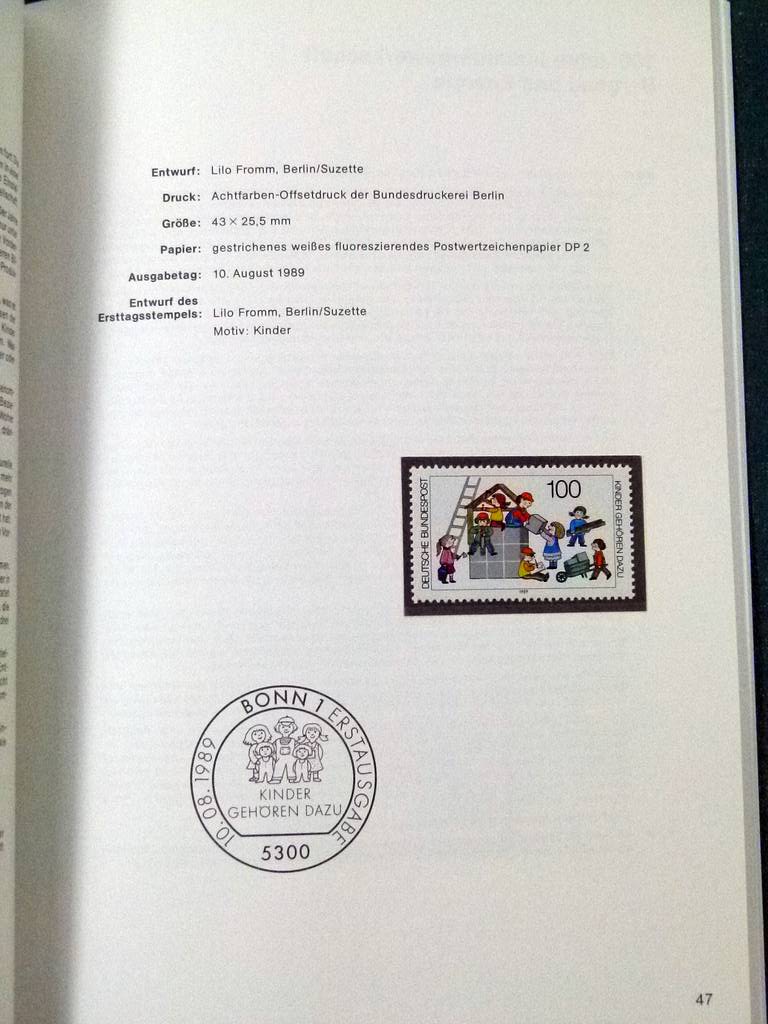 Entwurf: Lilo Fromm, Berlin/Suzette
Druck: Achtfarben-Offsetdruck der Bundesdruckerei Berlin
Größe: 43 × 25,5 mm
Papier: gestrichenes weißes fluoreszierendes Postwertzeichenpapier DP 2
Ausgabetag: 10. August 1989
Entwurf des
Ersttagsstempels: Lilo Fromm, Berlin/Suzette
Motiv: Kinder
DEUTSCHE BUNDESPOST
100
KINDER GEHÖREN DAZU
1989
BONN 1 ERSTAUSGABE
10.08.1989
KINDER
GEHÖREN DAZU
5300
47